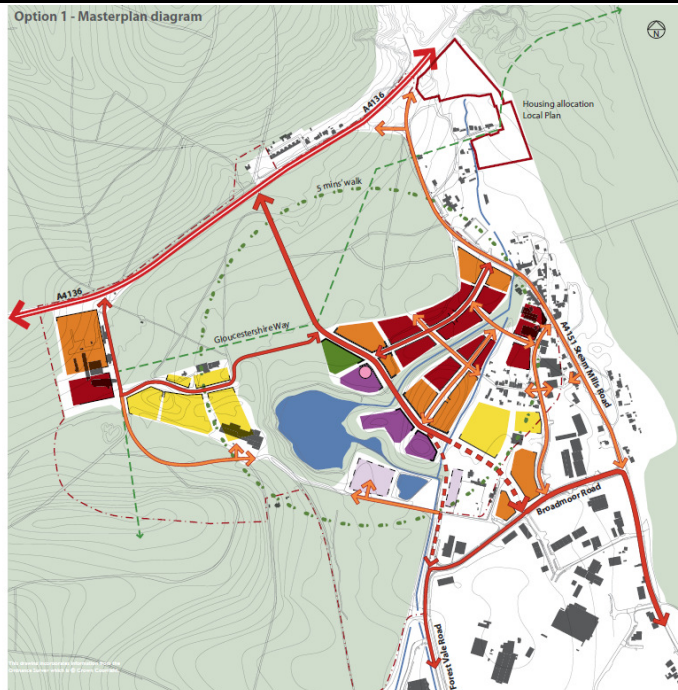 Option 1 - Masterplan diagram
N
A4136
Housing allocation
Local Plan
5 mins' walk
A4136
Gloucestershire Way
A4151 Steam Mills Road
Broadmoor Road
Forest Vale Road